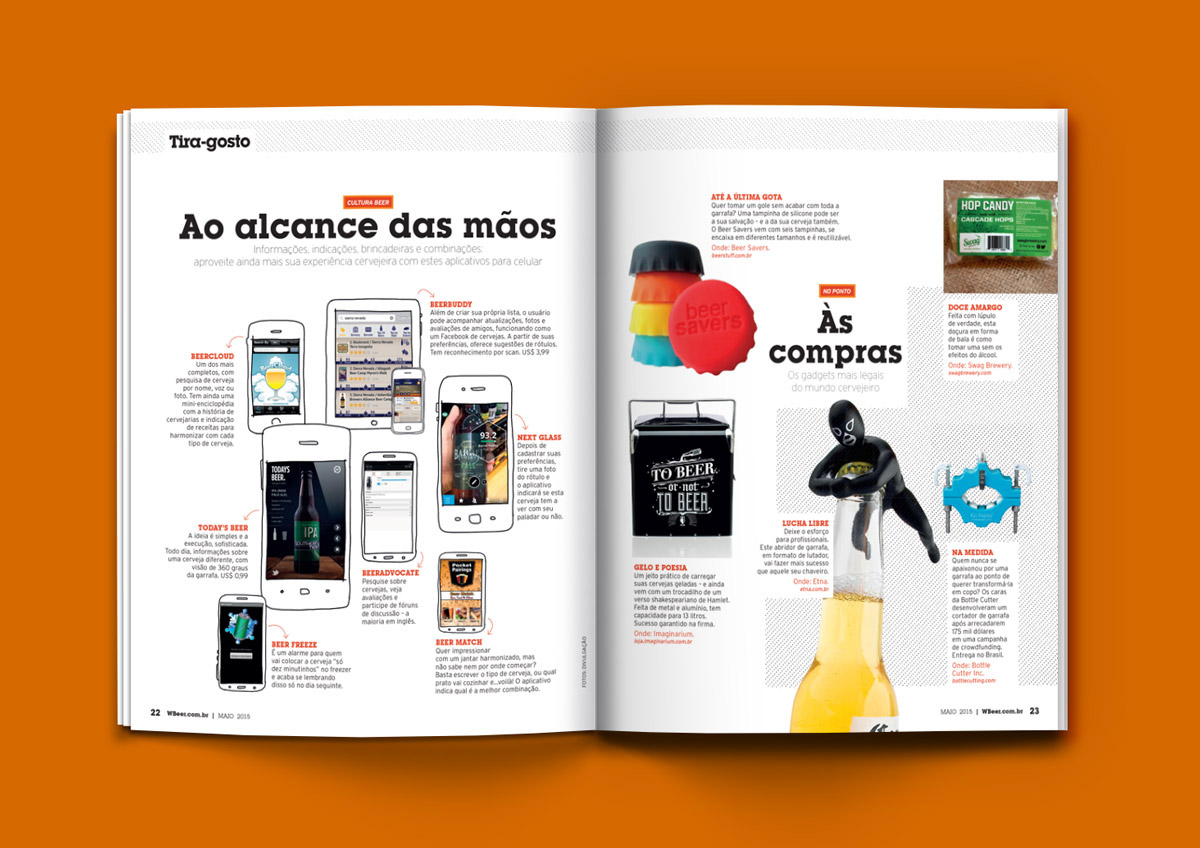 Tira-gosto
CULTURA BEER
Ao alcance das mãos
Informações, indicações, brincadeiras e combinações:
aproveite ainda mais sua experiência cervejeira com estes aplicativos para celular
BEERCLOUD
Um dos mais
completos, com
pesquisa de cerveja
por nome, voz ou
foto. Tem ainda uma
mini-enciclopédia
com a história de
cervejarias e indicação
de receitas para
harmonizar com cada
tipo de cerveja.
BEERBUDDY
Além de criar sua própria lista, o usuário
pode acompanhar atualizações, fotos e
avaliações de amigos, funcionando como
um Facebook de cervejas. A partir de suas
preferências, oferece sugestões de rótulos.
Tem reconhecimento por scan. US$ 3,99
93.2
NEXT GLASS
Depois de
cadastrar suas
preferências,
tire uma foto
do rótulo e
o aplicativo
indicará se esta
cerveja tem a
ver com seu
paladar ou não.
TODAYS
BEER.
IPA
TODAY'S BEER
A ideia é simples e a
execução, sofisticada.
Todo dia, informações sobre
uma cerveja diferente, com
visão de 360 graus
da garrafa. US$ 0,99
BEERADVOCATE
Pesquise sobre
cervejas, veja
avaliações e
participe de fóruns
de discussão – a
maioria em inglês.
Pocket
Pairings
BEER FREEZE
É um alarme para quem
vai colocar a cerveja "só
dez minutinhos" no freezer
e acaba se lembrando
disso só no dia seguinte.
BEER MATCH
Quer impressionar
com um jantar harmonizado, mas
não sabe nem por onde começar?
Basta escrever o tipo de cerveja, ou qual
prato vai cozinhar e...voilà! O aplicativo
indica qual é a melhor combinação.
FOTOS: DIVULGAÇÃO
22 WBeer.com.br | MAIO 2015
ATÉ A ÚLTIMA GOTA
Quer tomar um gole sem acabar com toda a
garrafa? Uma tampinha de silicone pode ser
a sua salvação - e a da sua cerveja também.
O Beer Savers vem com seis tampinhas, se
encaixa em diferentes tamanhos e é reutilizável.
Onde: Beer Savers.
beerstuff.com.br
beer
savers
NO PONTO
Às
compras
Os gadgets mais legais
do mundo cervejeiro
HOP CANDY
CASCADE HOPS
Swag
DOCE AMARGO
Feita com lúpulo
de verdade, esta
doçura em forma
de bala é como
tomar uma sem os
efeitos do álcool.
Onde: Swag Brewery.
swagbrewery.com
TO BEER
or not
TO BEER
GELO E POESIA
Um jeito prático de carregar
suas cervejas geladas - e ainda
vem com um trocadilho de um
verso shakespeariano de Hamlet.
Feita de metal e alumínio, tem
capacidade para 13 litros.
Sucesso garantido na firma.
Onde: Imaginarium.
loja.imaginarium.com.br
LUCHA LIBRE
Deixe o esforço
para profissionais.
Este abridor de garrafa,
em formato de lutador,
vai fazer mais sucesso
que aquele seu chaveiro.
Onde: Etna.
etna.com.br
NA MEDIDA
Quem nunca se
apaixonou por uma
garrafa ao ponto de
querer transformá-la
em copo? Os caras
da Bottle Cutter
desenvolveram um
cortador de garrafa
após arrecadarem
175 mil dólares
em uma campanha
de crowdfunding.
Entrega no Brasil.
Onde: Bottle
Cutter Inc.
bottlecutting.com
MAIO 2015 | WBeer.com.br 23